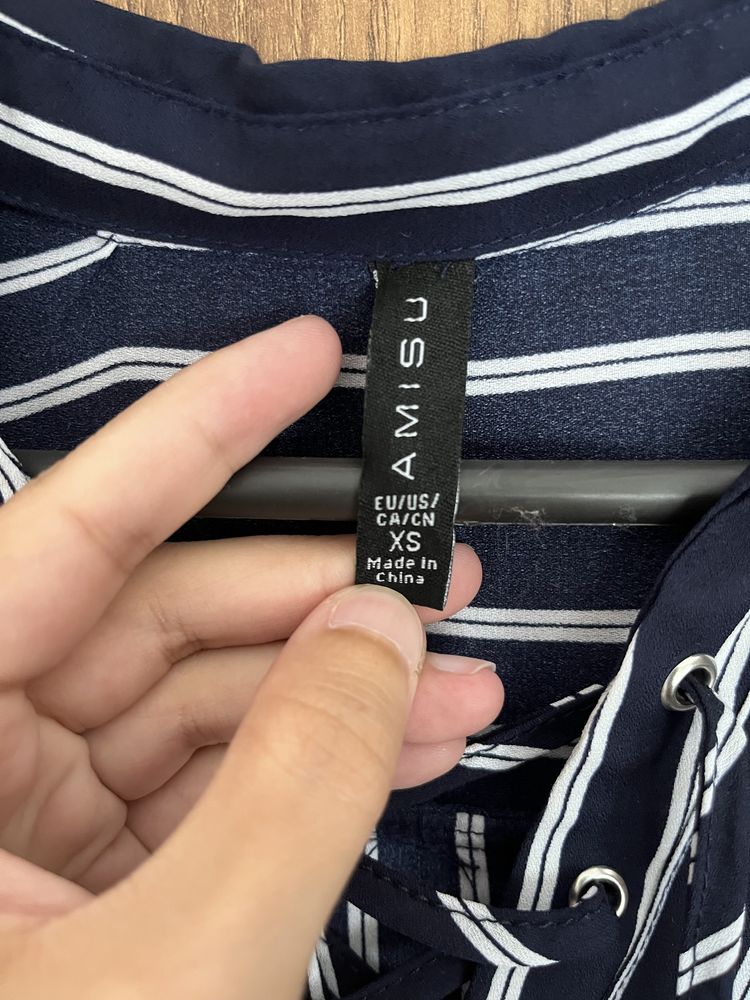 AMISU
EU/US/
CA/CN
XS
Made in
China